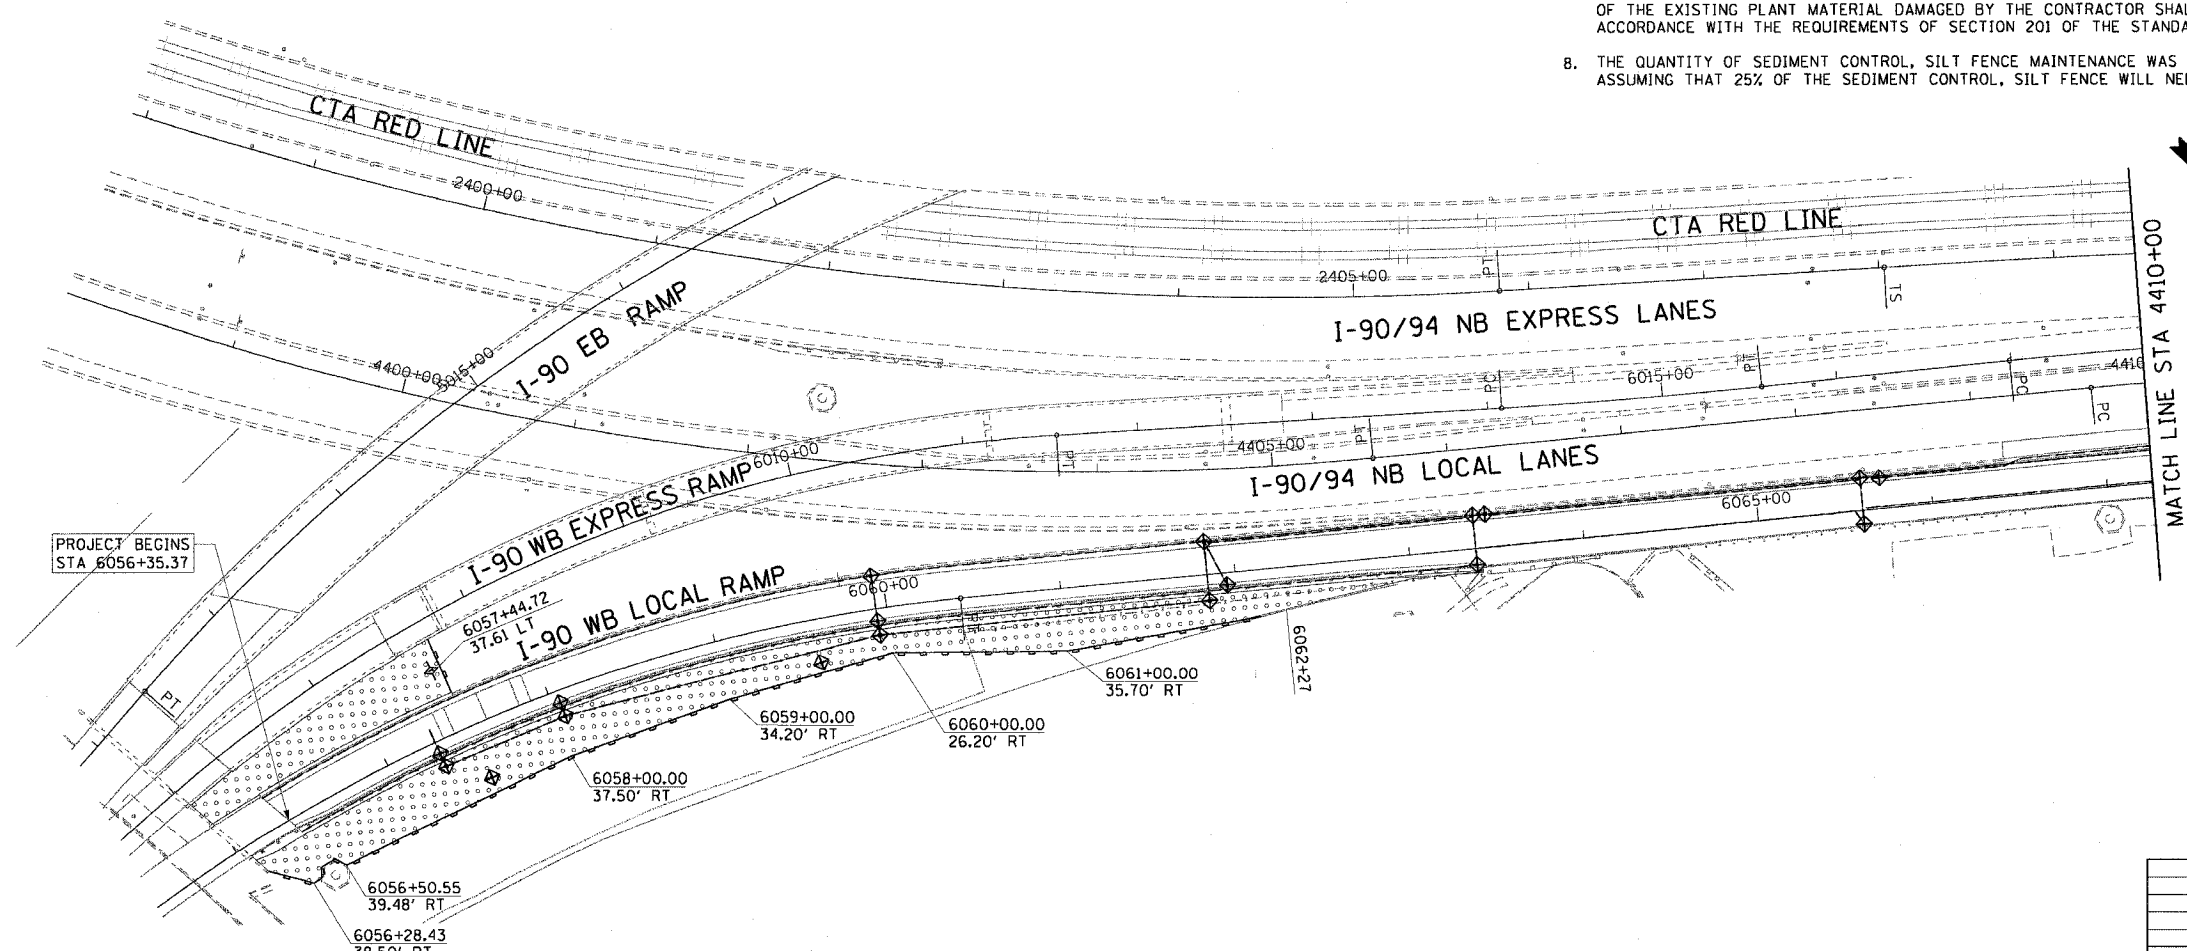 OF THE EXISTING PLANT MATERIAL DAMAGED BY THE CONTRACTOR
ACCORDANCE WITH THE REQUIREMENTS OF SECTION 201 OF THE
8. THE QUANTITY OF SEDIMENT CONTROL, SILT FENCE MAINTENANCE WAS
ASSUMING THAT 25% OF THE SEDIMENT CONTROL, SILT FENCE WILL
CTA RED LINE
2400+00
CTA RED LINE
2405+00
PT
TS
I-90/94 NB EXPRESS LANES
I-90 EB RAMP
4400+00
6015+00
PC
6015+00
PT
PC
4410
PC
MATCH LINE STA 4410+00
I-90 WB EXPRESS RAMP
6010+00
PT
4405+00
PT
I-90/94 NB LOCAL LANES
6065+00
PROJECT BEGINS
STA 6056+35.37
6057+44.72
37.61 LT
I-90 WB LOCAL RAMP
6060+00
PT
6062+27
6061+00.00
35.70' RT
6059+00.00
34.20' RT
6060+00.00
26.20' RT
6058+00.00
37.50' RT
6056+50.55
39.48' RT
6056+28.43
38.50' RT